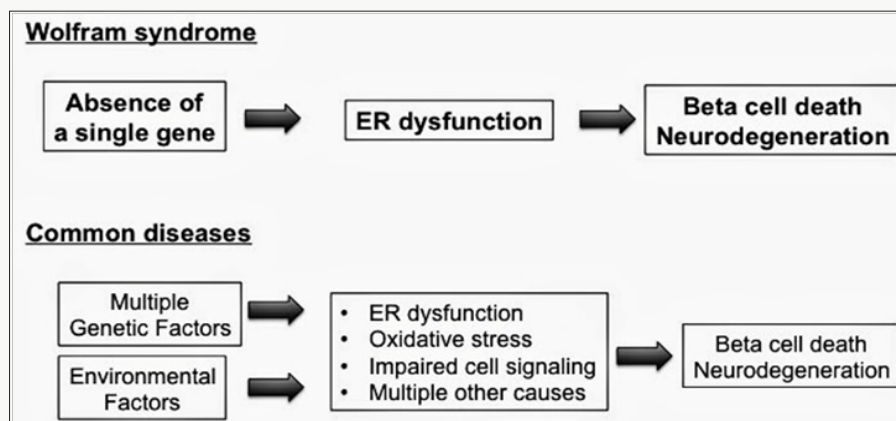 Wolfram syndrome
Absence of
a single gene
ER dysfunction
Beta cell death
Neurodegeneration
Common diseases
Multiple
Genetic Factors
Environmental
Factors
• ER dysfunction
• Oxidative stress
• Impaired cell signaling
• Multiple other causes
Beta cell death
Neurodegeneration